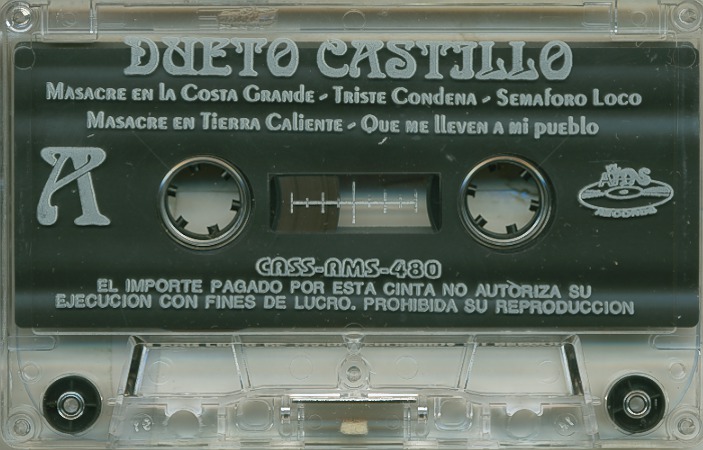 DUETO CASTILLO
MASACRE EN LA COSTA GRANDE - TRISTE CONDENA - SEMAFORO LOCO
MASACRE EN TIERRA CALIENTE - QUE ME LLEVEN A MI PUEBLO
A
RECORDS
CASS-AMS-480
EL IMPORTE PAGADO POR ESTA CINTA NO AUTORIZA SU
EJECUCION CON FINES DE LUCRO. PROHIBIDA SU REPRODUCCION